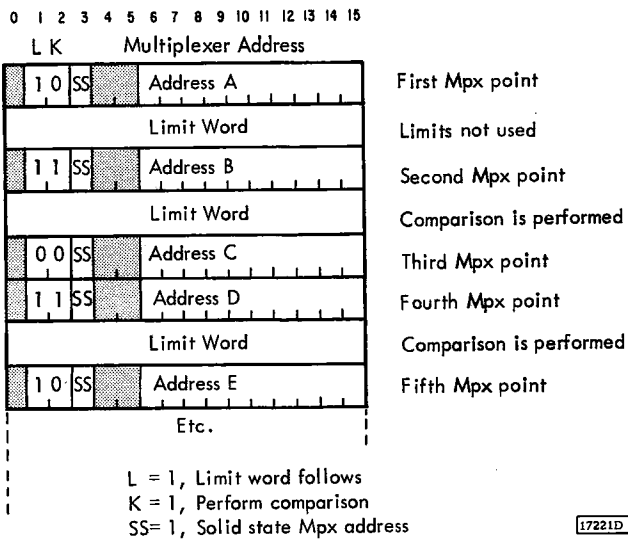 0 1 2 3 4 5 6 7 8 9 10 11 12 13 14 15
L K Multiplexer Address
1 0 SS Address A First Mpx point
Limit Word Limits not used
1 1 SS Address B Second Mpx point
Limit Word Comparison is performed
0 0 SS Address C Third Mpx point
1 1 SS Address D Fourth Mpx point
Limit Word Comparison is performed
1 0 SS Address E Fifth Mpx point
Etc.
L = 1, Limit word follows
K = 1, Perform comparison
SS= 1, Solid state Mpx address
17221D